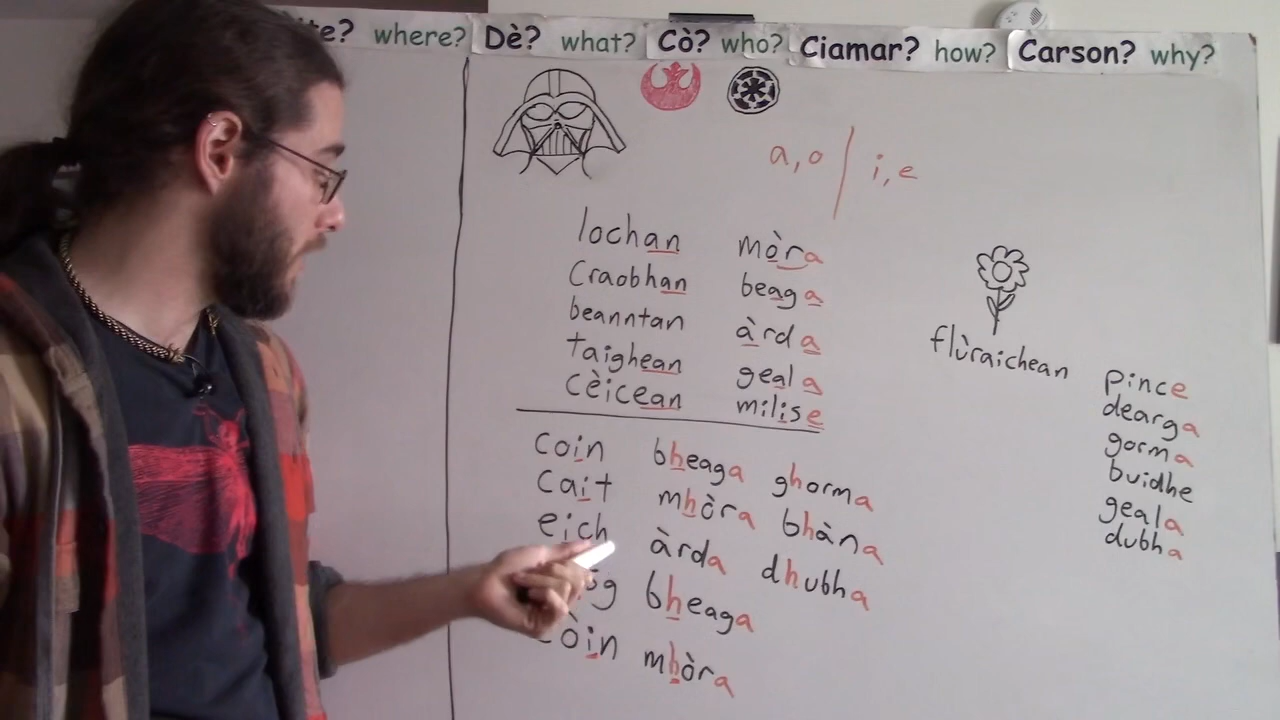 where? Dè? what? Cò? who? Ciamar? how? Carson? why?
a, o | i, e
lochan mòra
Craobhan beaga
beanntan àrda
taighean geala
Cèicean milise
flùraichean
pince
dearga
gorma
buidhe
geala
dubha
Coin bheaga ghorma
Cait mhòra bhàna
eich àrda dhubha
bheaga
mhòra